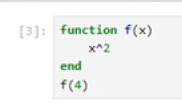 [3]: function f(x)
    x^2
end
f(4)